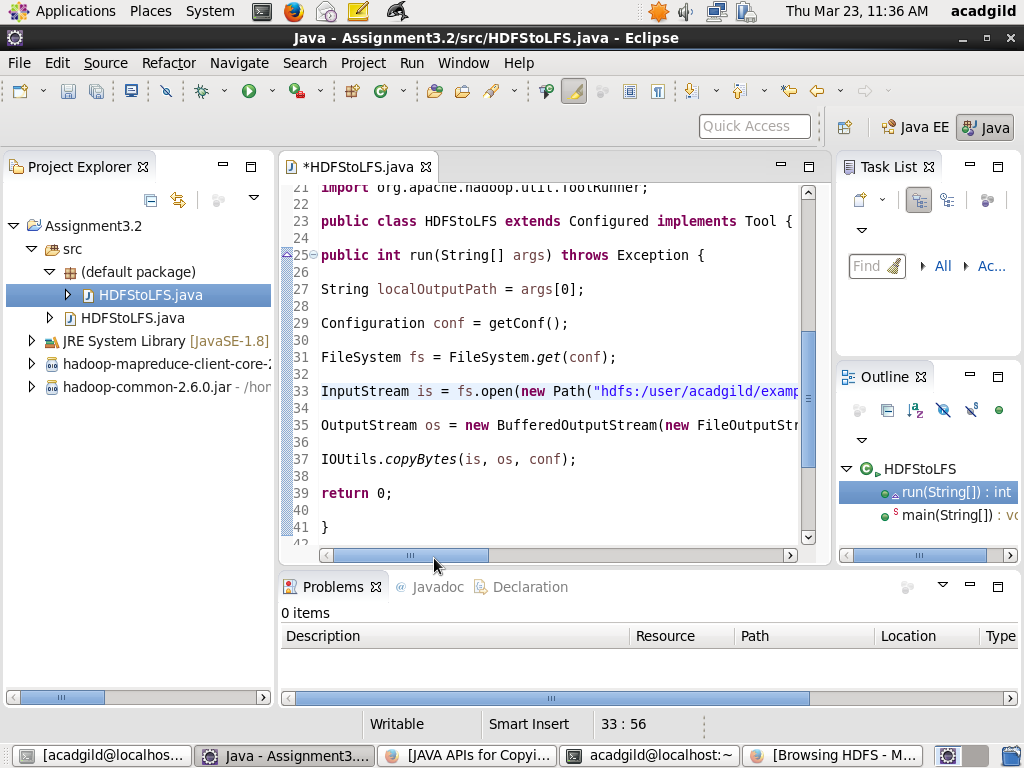 Applications Places System Thu Mar 23, 11:36 AM acadgild
Java - Assignment3.2/src/HDFStoLFS.java - Eclipse
File Edit Source Refactor Navigate Search Project Run Window Help
Quick Access Java EE Java
Project Explorer
Assignment3.2
src
(default package)
HDFStoLFS.java
HDFStoLFS.java
JRE System Library [JavaSE-1.8]
hadoop-mapreduce-client-core-2
hadoop-common-2.6.0.jar - /hor
*HDFStoLFS.java
21 import org.apache.hadoop.util.ToolRunner;
22
23 public class HDFStoLFS extends Configured implements Tool {
24
25 public int run(String[] args) throws Exception {
26
27 String localOutputPath = args[0];
28
29 Configuration conf = getConf();
30
31 FileSystem fs = FileSystem.get(conf);
32
33 InputStream is = fs.open(new Path("hdfs:/user/acadgild/examp
34
35 OutputStream os = new BufferedOutputStream(new FileOutputStr
36
37 IOUtils.copyBytes(is, os, conf);
38
39 return 0;
40
41 }
42
Task List
Find All Ac...
Outline
HDFStoLFS
run(String[]) : int
S main(String[]) : vo
Problems @ Javadoc Declaration
0 items
Description Resource Path Location Type
Writable Smart Insert 33 : 56
[acadgild@localhos... Java - Assignment3.... [JAVA APIs for Copyi... acadgild@localhost:~ [Browsing HDFS - M...